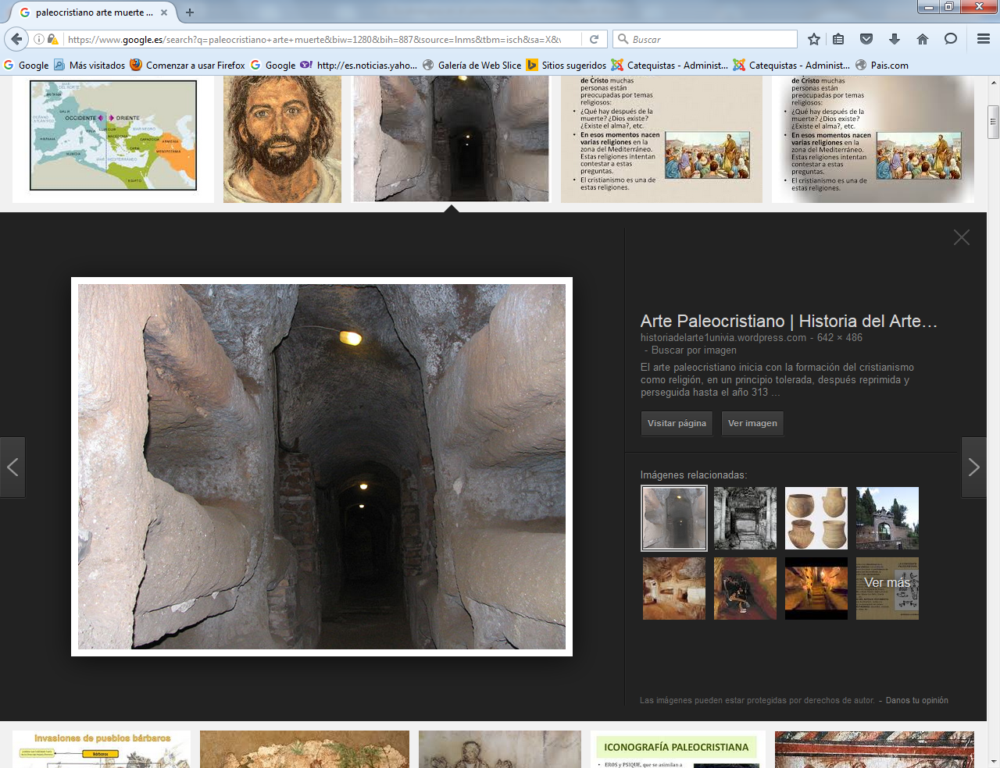 paleocristiano arte muerte ...
https://www.google.es/search?q=paleocristiano+arte+muerte&biw=1280&bih=887&source=lnms&tbm=isch&sa=X&v
Buscar
Google
Más visitados
Comenzar a usar Firefox
Google
http://es.noticias.yaho...
Galería de Web Slice
Sitios sugeridos
Catequistas - Administ...
Catequistas - Administ...
Pais.com
OCCIDENTE
ORIENTE
MAR NEGRO
HISPANIA
ARMENIA
MESOPOTAMIA
EGIPTO
de Cristo muchas
personas están
preocupadas por temas
religiosos:
• ¿Qué hay después de la
muerte? ¿Dios existe?
¿Existe el alma?, etc.
• En esos momentos nacen
varias religiones en la
zona del Mediterráneo.
Estas religiones intentan
contestar a estas
preguntas.
• El cristianismo es una de
estas religiones.
de Cristo muchas
personas están
preocupadas por temas
religiosos:
• ¿Qué hay después de la
muerte? ¿Dios existe?
¿Existe el alma?, etc.
• En esos momentos nacen
varias religiones en la
zona del Mediterráneo.
Estas religiones intentan
contestar a estas
preguntas.
• El cristianismo es una de
estas religiones.
Arte Paleocristiano | Historia del Arte...
historiadelarte1univia.wordpress.com - 642 × 486
- Buscar por imagen
El arte paleocristiano inicia con la formación del cristianismo
como religión, en un principio tolerada, después reprimida y
perseguida hasta el año 313 ...
Visitar página
Ver imagen
Imágenes relacionadas:
Ver más
Las imágenes pueden estar protegidas por derechos de autor. - Danos tu opinión
Invasiones de pueblos bárbaros
Bárbaros
ICONOGRAFÍA PALEOCRISTIANA
• EROS y PSIQUE, que se asimilan a